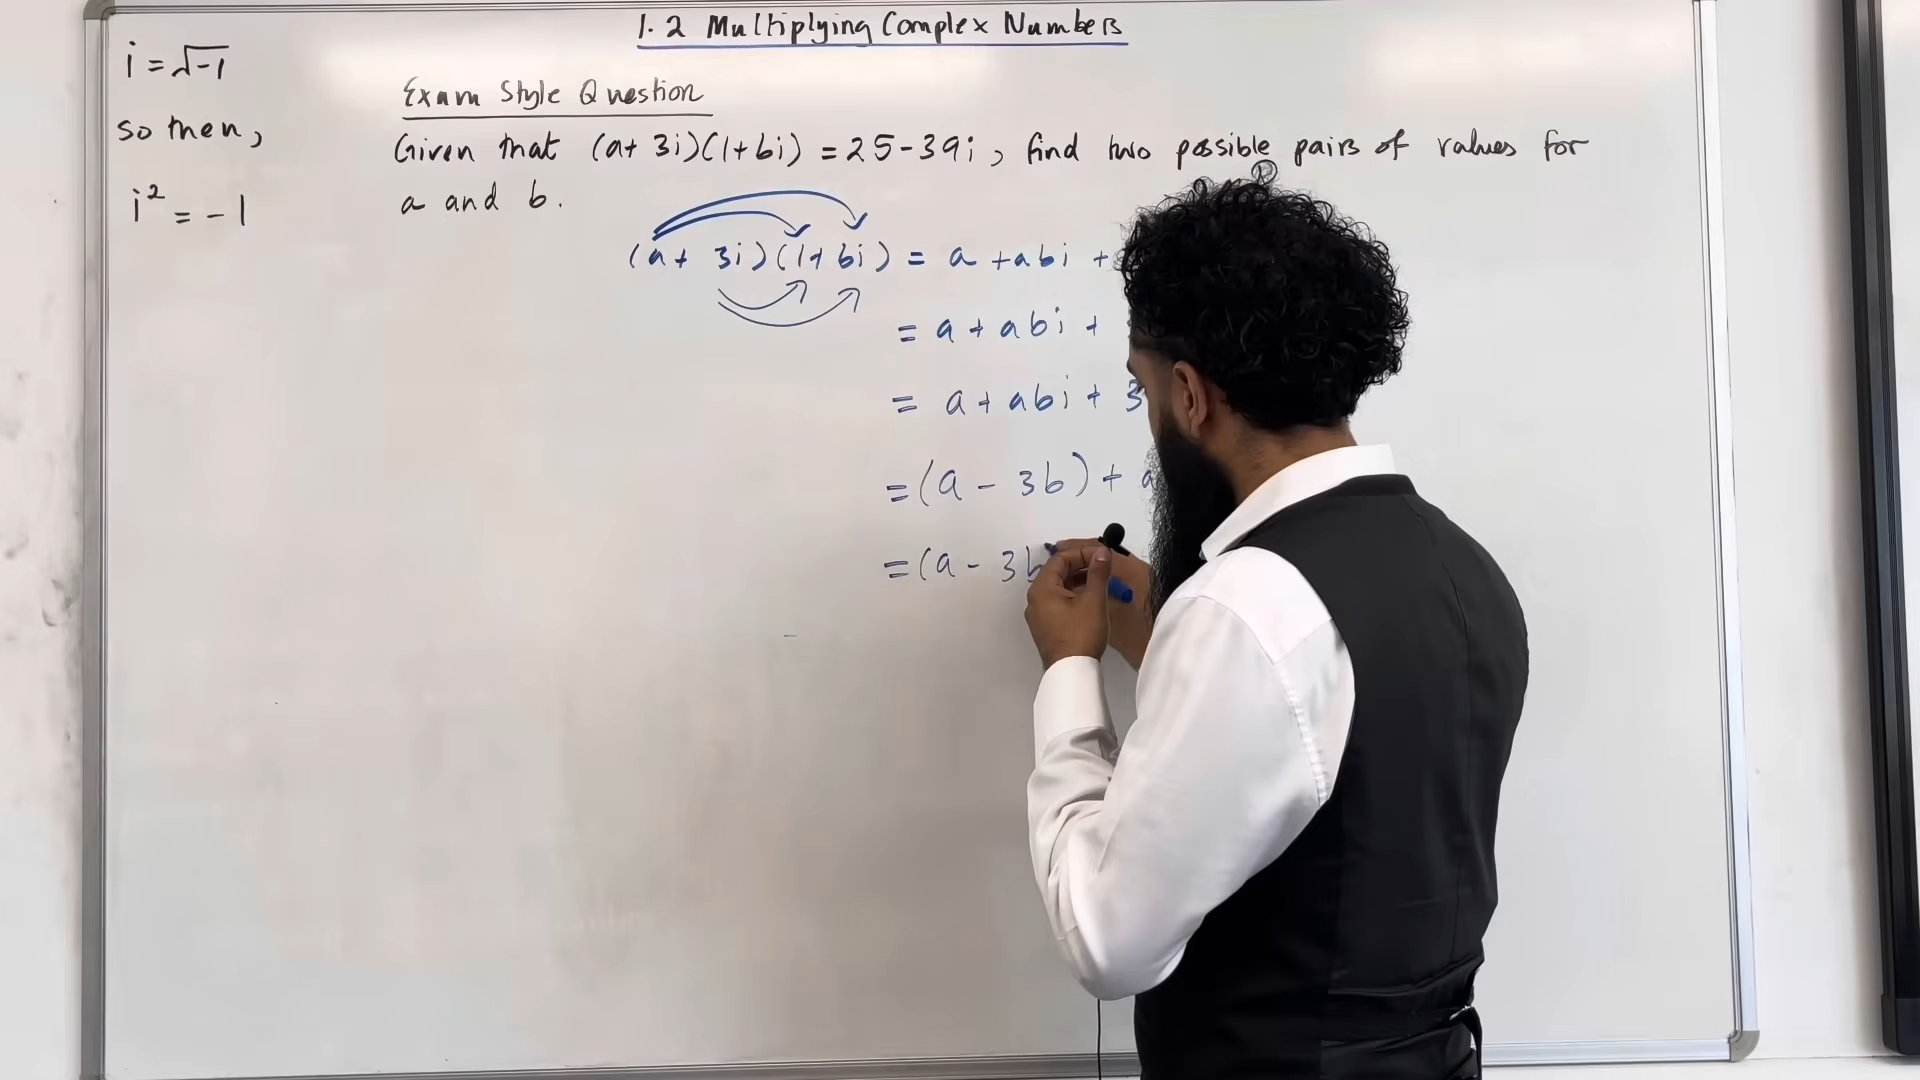 1.2 Multiplying Complex Numbers
i = √-1
so then,
i² = -1
Exam Style Question
Given that (a+ 3i)(1+bi) = 25-39i, find two possible pairs of values for
a and b.
(a+ 3i)(1+bi) = a +abi +
= a + abi +
= a + abi + 3
= (a - 3b) + a
= (a - 3b